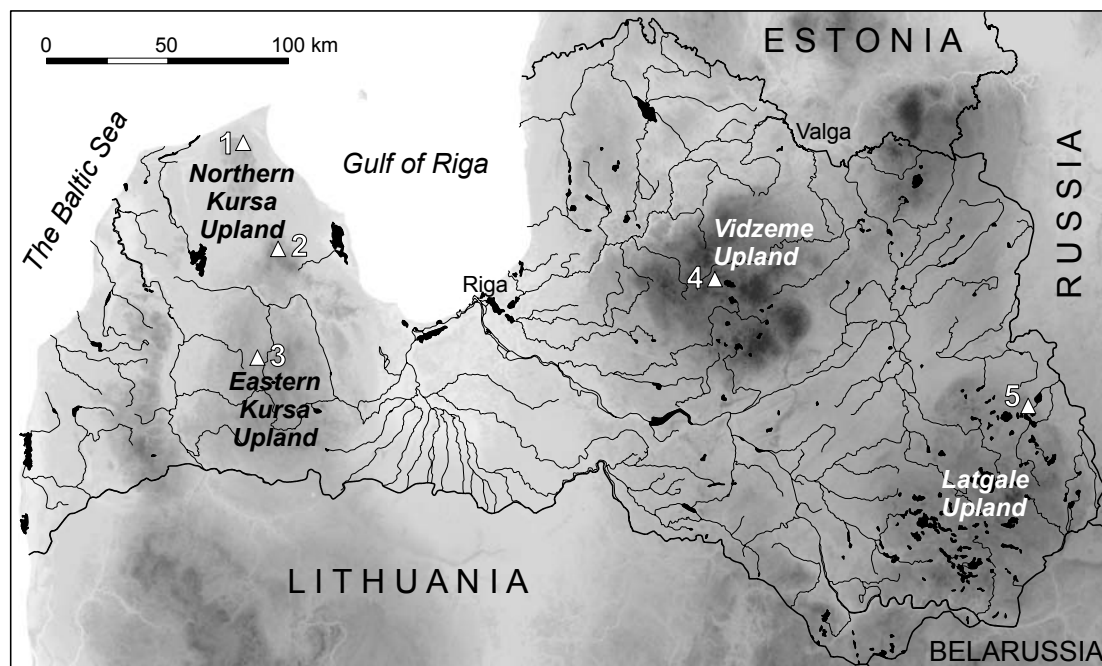 0 50 100 km
ESTONIA
The Baltic Sea
1
Valga
Gulf of Riga
Northern
Kursa
Upland
RUSSIA
Vidzeme
Upland
2
4
Riga
3
Eastern
Kursa
Upland
5
Latgale
Upland
LITHUANIA
BELARUSSIA